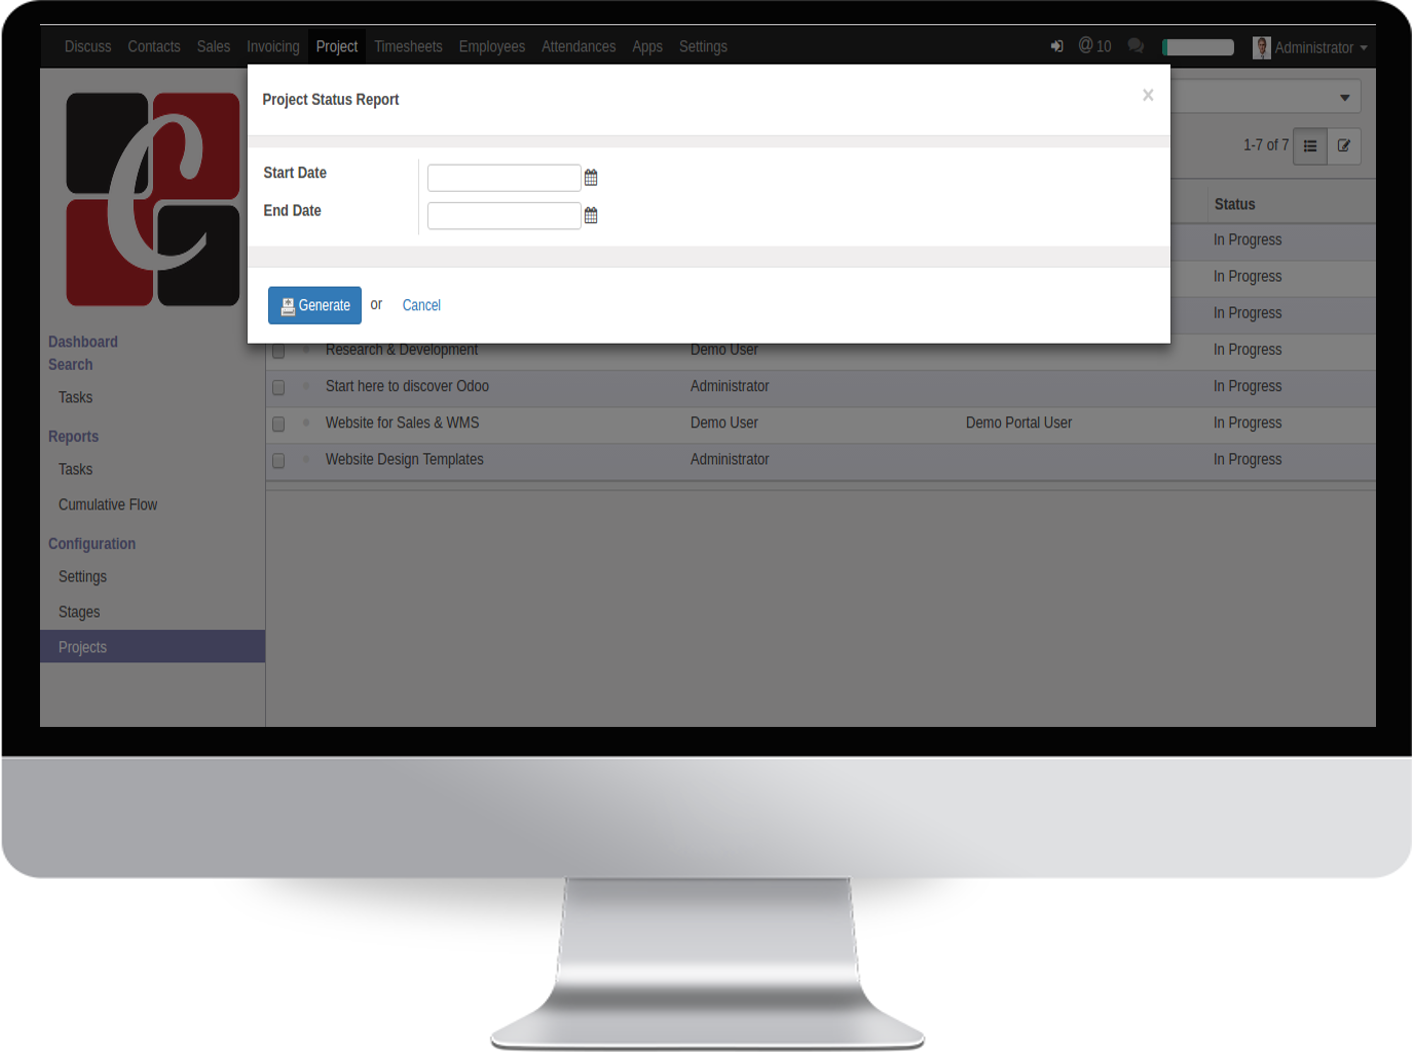 Discuss Contacts Sales Invoicing Project Timesheets Employees Attendances Apps Settings @ 10 Administrator
C
Project Status Report ×
1-7 of 7
Start Date
End Date
Status
In Progress
In Progress
Generate or Cancel
In Progress
Dashboard
Search
Research & Development Demo User In Progress
Tasks
Start here to discover Odoo Administrator In Progress
Website for Sales & WMS Demo User Demo Portal User In Progress
Reports
Website Design Templates Administrator In Progress
Tasks
Cumulative Flow
Configuration
Settings
Stages
Projects